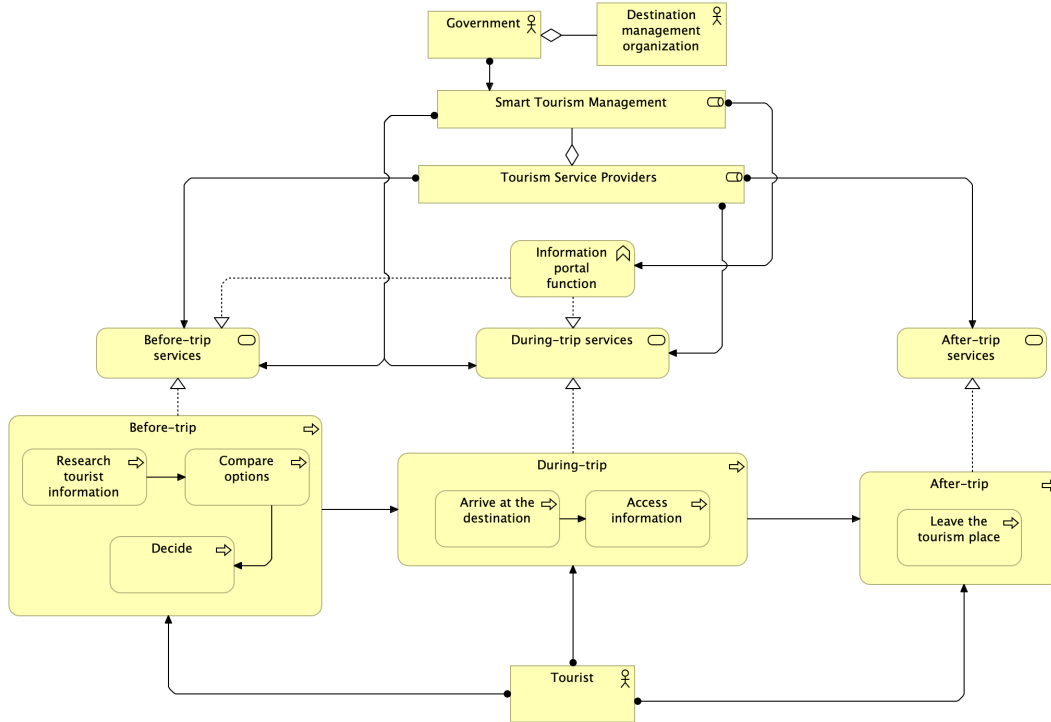 Government
Destination
management
organization
Smart Tourism Management
Tourism Service Providers
Information
portal
function
Before-trip
services
During-trip services
After-trip
services
Before-trip
Research
tourist
information
Compare
options
Decide
During-trip
Arrive at the
destination
Access
information
After-trip
Leave the
tourism place
Tourist